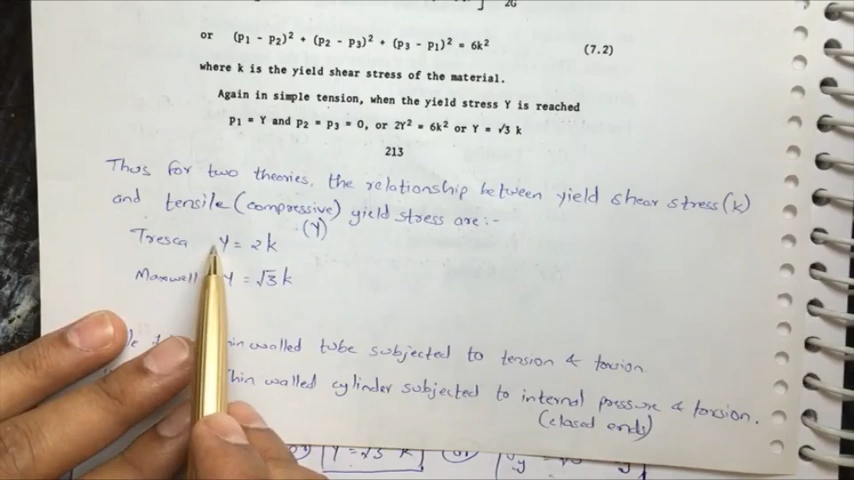 2G
or (p₁ - p₂)² + (p₂ - p₃)² + (p₃ - p₁)² = 6k² (7.2)
where k is the yield shear stress of the material.
Again in simple tension, when the yield stress Y is reached
p₁ = Y and p₂ = p₃ = 0, or 2Y² = 6k² or Y = √3 k
213
Thus for two theories, the relationship between yield shear stress (k)
and tensile (compressive) yield stress are:-
(Y)
Tresca Y = 2k
Maxwell Y = √3 k
thin walled tube subjected to tension & torsion
Thin walled cylinder subjected to internal pressure & torsion.
(closed ends)
Y = √3 k